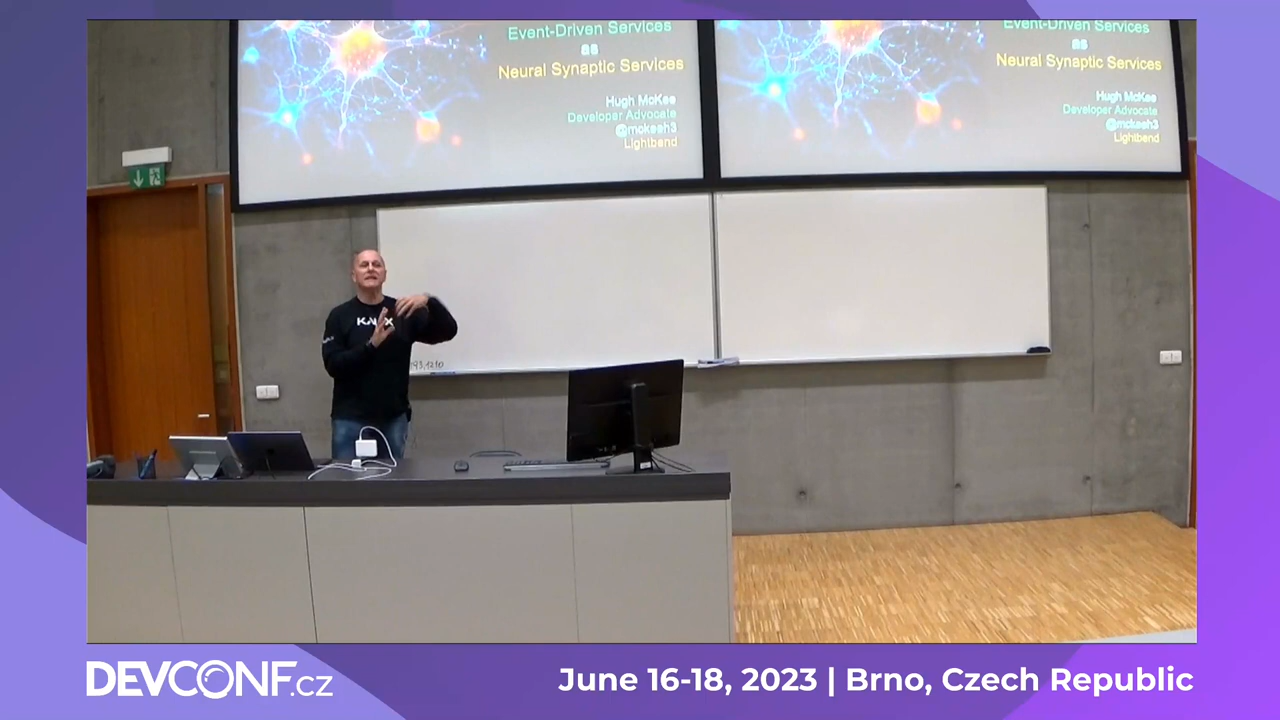 Event-Driven Services
as
Neural Synaptic Services
Hugh McKee
Developer Advocate
@mckeeh3
Lightbend
Event-Driven Services
as
Neural Synaptic Services
Hugh McKee
Developer Advocate
@mckeeh3
Lightbend
DEVCONF.cz
June 16-18, 2023 | Brno, Czech Republic